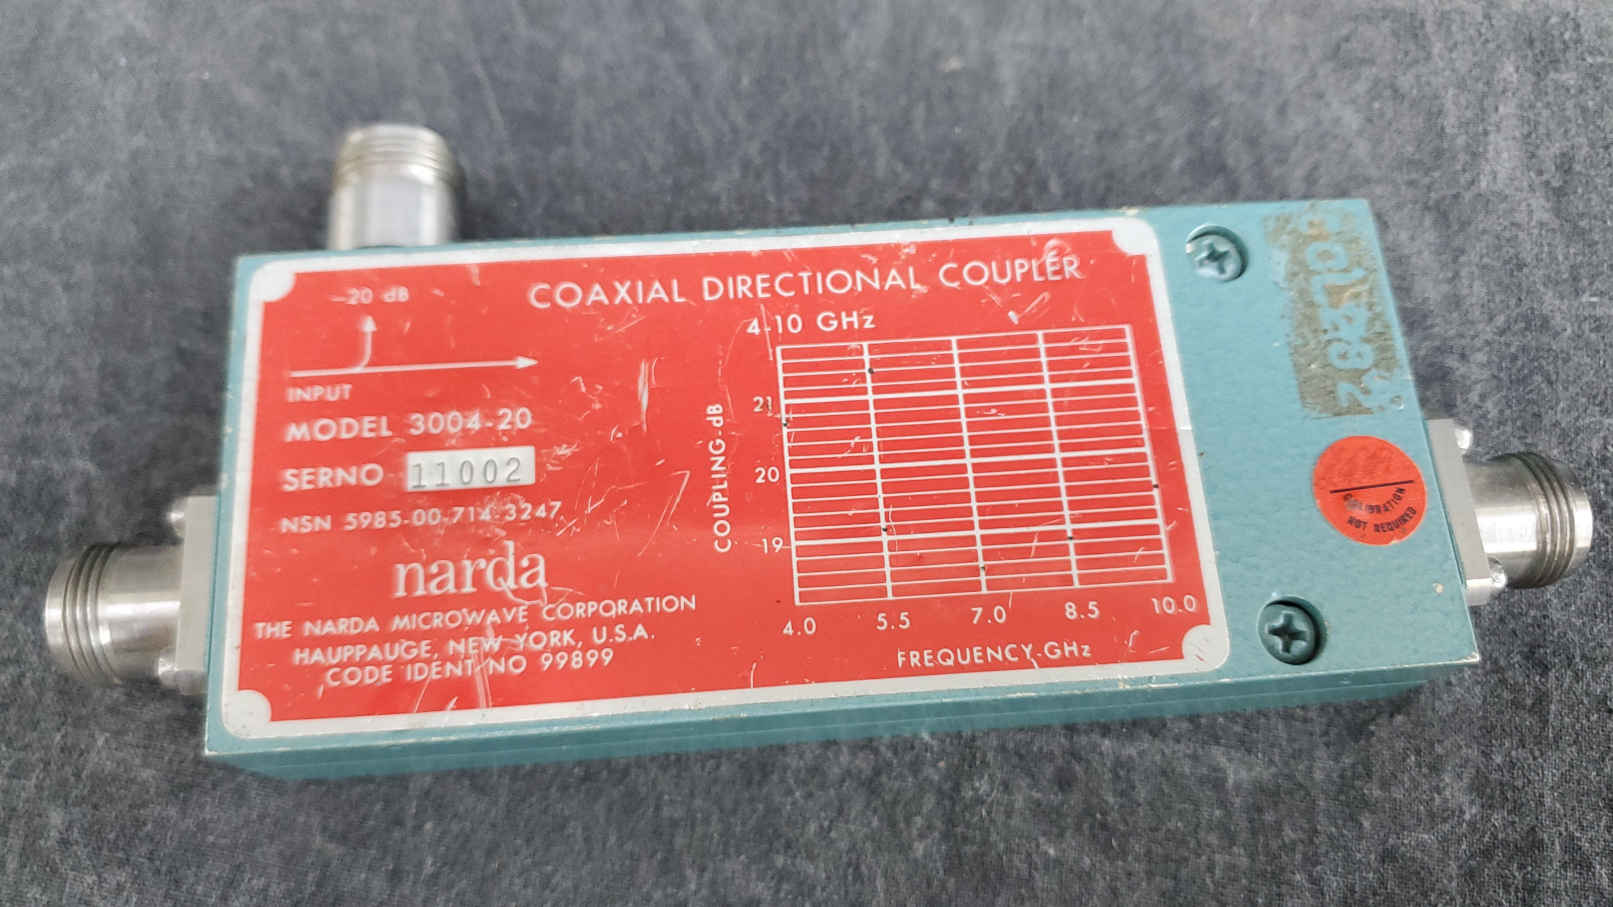 -20 dB
COAXIAL DIRECTIONAL COUPLER
4-10 GHz
INPUT
MODEL 3004-20
SERNO 11002
NSN 5985-00-714-3247
narda
THE NARDA MICROWAVE CORPORATION
HAUPPAUGE, NEW YORK, U.S.A.
CODE IDENT NO 99899
COUPLING-dB
21
20
19
4.0 5.5 7.0 8.5 10.0
FREQUENCY-GHz
CALIBRATION
NOT REQUIRED